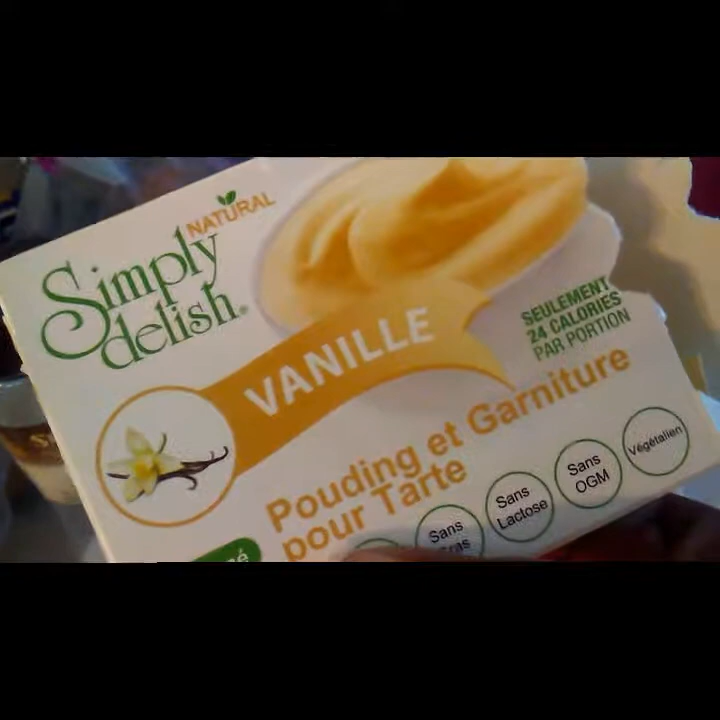 NATURAL
Simply
delish®
VANILLE
SEULEMENT
24 CALORIES
PAR PORTION
Pouding et Garniture
pour Tarte
Sans
Sans
Lactose
Sans
OGM
Végétalien